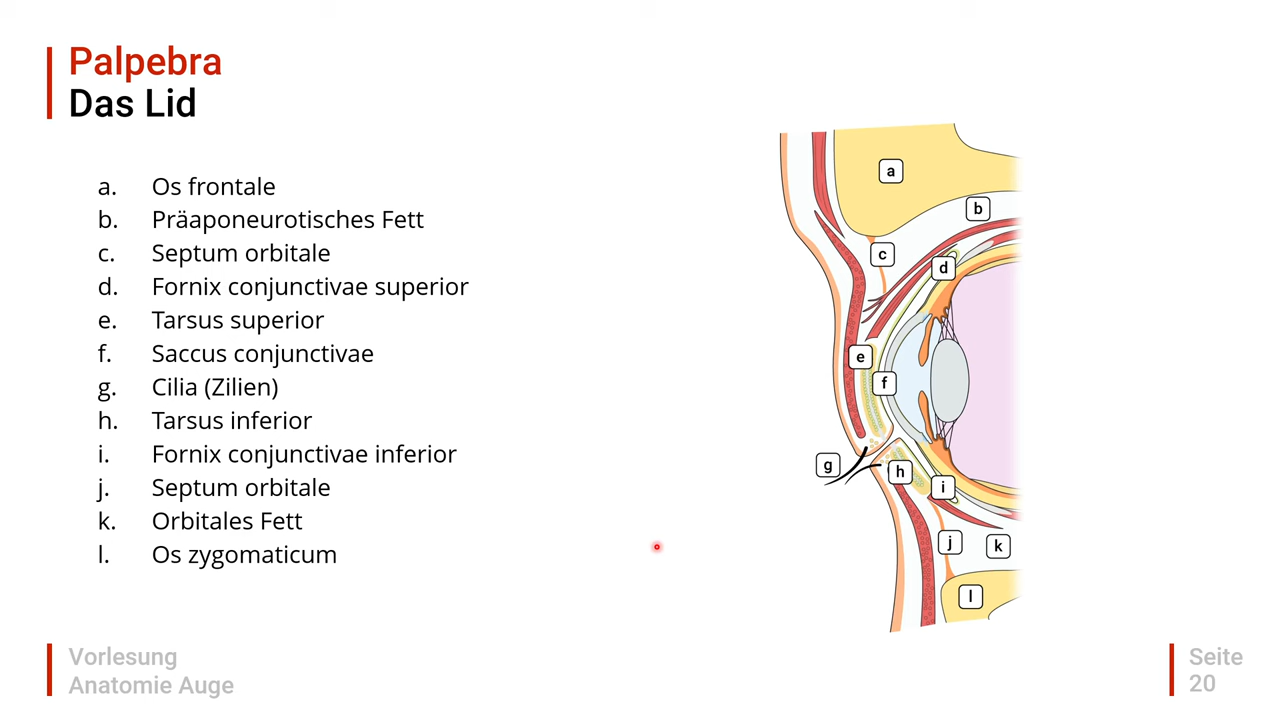 Palpebra
Das Lid
a. Os frontale
b. Präaponeurotisches Fett
c. Septum orbitale
d. Fornix conjunctivae superior
e. Tarsus superior
f. Saccus conjunctivae
g. Cilia (Zilien)
h. Tarsus inferior
i. Fornix conjunctivae inferior
j. Septum orbitale
k. Orbitales Fett
l. Os zygomaticum
a
b
c
d
e
f
g
h
i
j
k
l
Vorlesung
Anatomie Auge
Seite
20